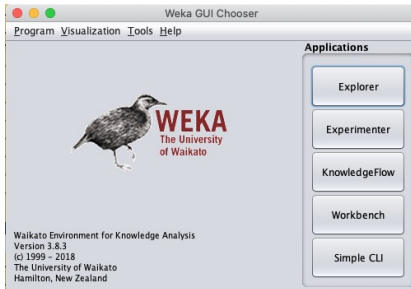 Weka GUI Chooser
Program Visualization Tools Help
Applications
WEKA
The University
of Waikato
Explorer
Experimenter
KnowledgeFlow
Workbench
Simple CLI
Waikato Environment for Knowledge Analysis
Version 3.8.3
(c) 1999 - 2018
The University of Waikato
Hamilton, New Zealand